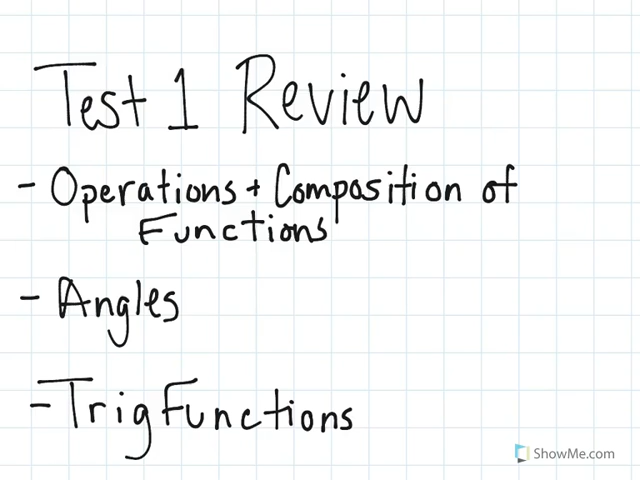 Test 1 Review
- Operations + Composition of
Functions
- Angles
- Trig Functions
ShowMe.com